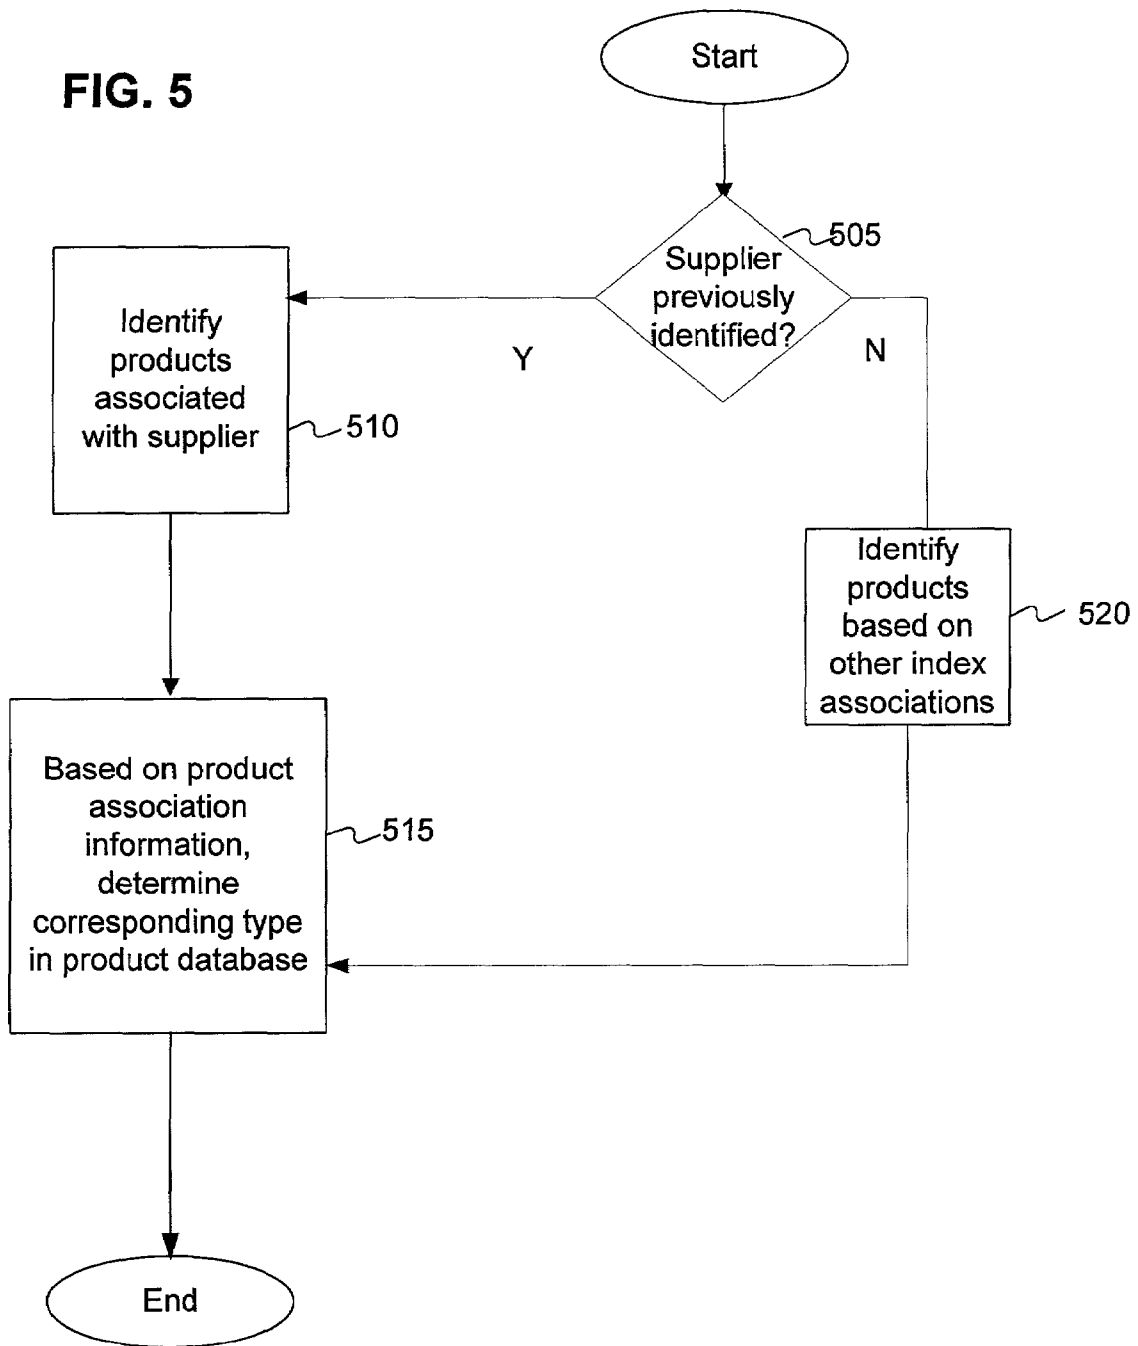 FIG. 5
Start
505
Supplier
previously
identified?
Y
N
Identify
products
associated
with supplier
510
Identify
products
based on
other index
associations
520
Based on product
association
information,
determine
corresponding type
in product database
515
End